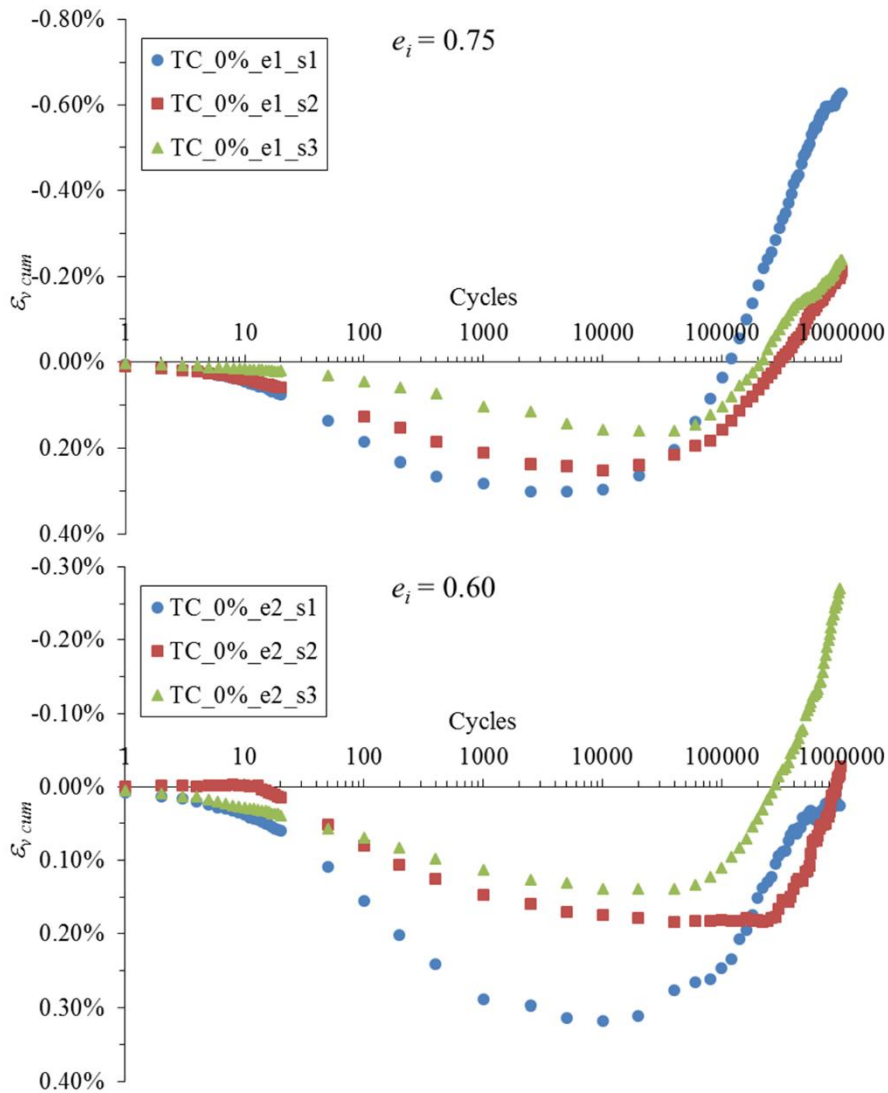 -0.80%
e_i = 0.75
TC_0%_e1_s1
-0.60%
TC_0%_e1_s2
TC_0%_e1_s3
-0.40%
ε_v cum
-0.20%
Cycles
1 10 100 1000 10000 100000 1000000
0.00%
0.20%
0.40%
-0.30%
e_i = 0.60
TC_0%_e2_s1
-0.20%
TC_0%_e2_s2
TC_0%_e2_s3
-0.10%
Cycles
1 10 100 1000 10000 100000 1000000
0.00%
ε_v cum
0.10%
0.20%
0.30%
0.40%